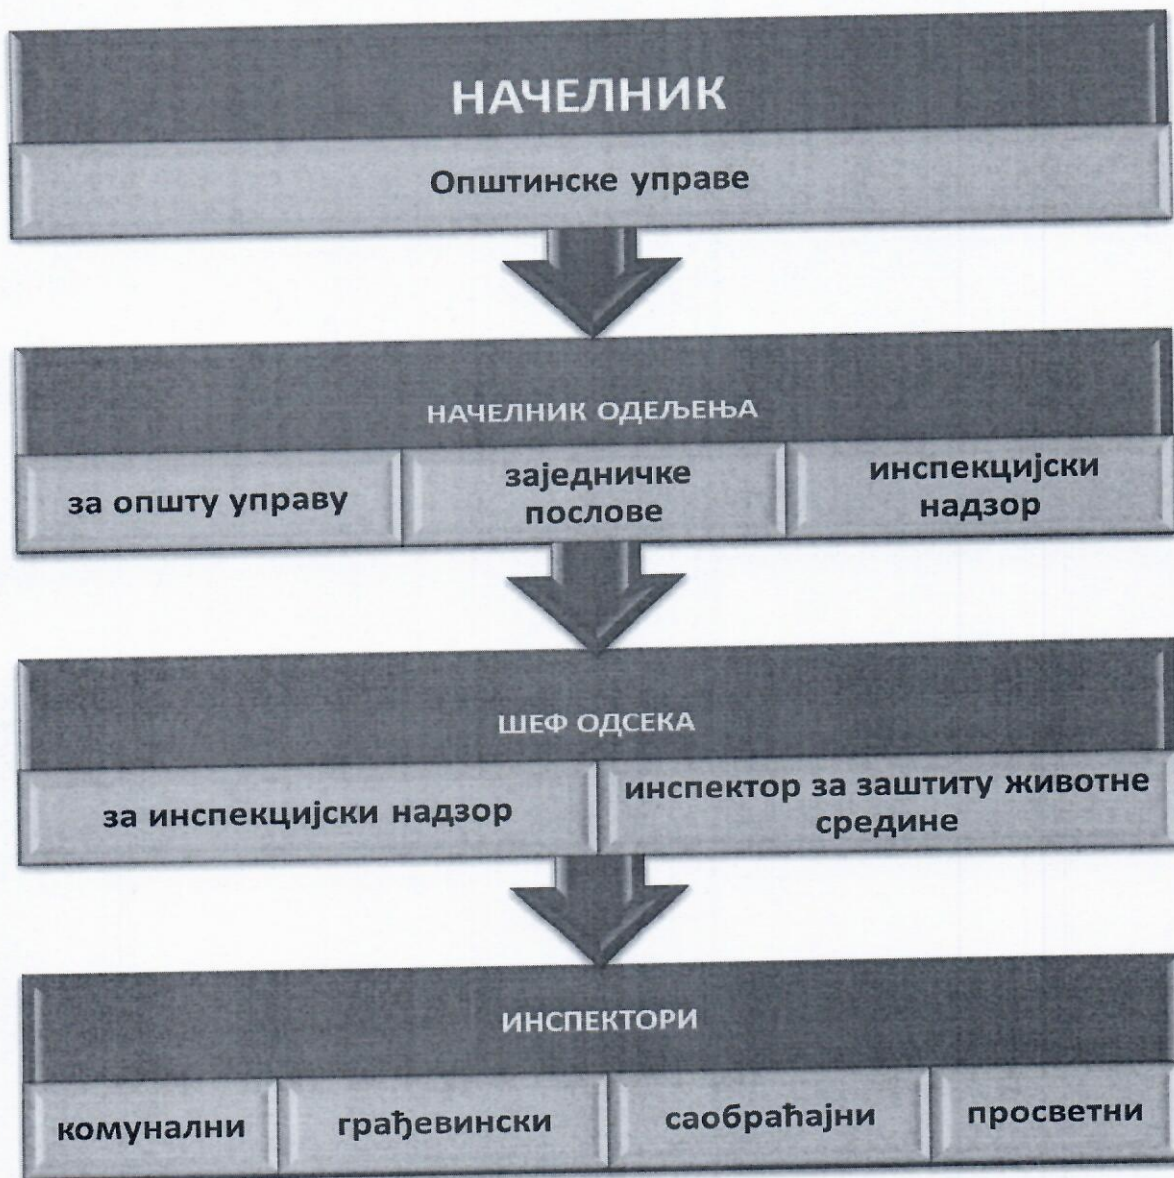 НАЧЕЛНИК
Општинске управе
НАЧЕЛНИК ОДЕЉЕЊА
за општу управу
заједничке
послове
инспекцијски
надзор
ШЕФ ОДСЕКА
за инспекцијски надзор
инспектор за заштиту животне
средине
ИНСПЕКТОРИ
комунални
грађевински
саобраћајни
просветни